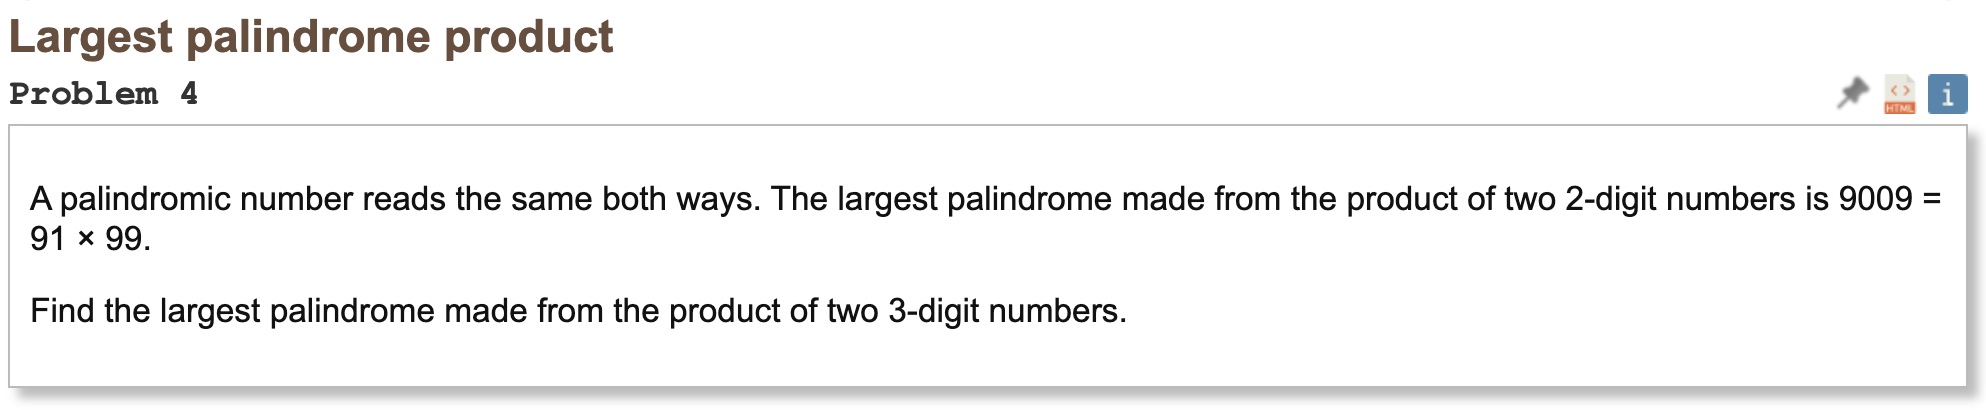 Largest palindrome product
Problem 4
HTML
i
A palindromic number reads the same both ways. The largest palindrome made from the product of two 2-digit numbers is 9009 =
91 × 99.
Find the largest palindrome made from the product of two 3-digit numbers.